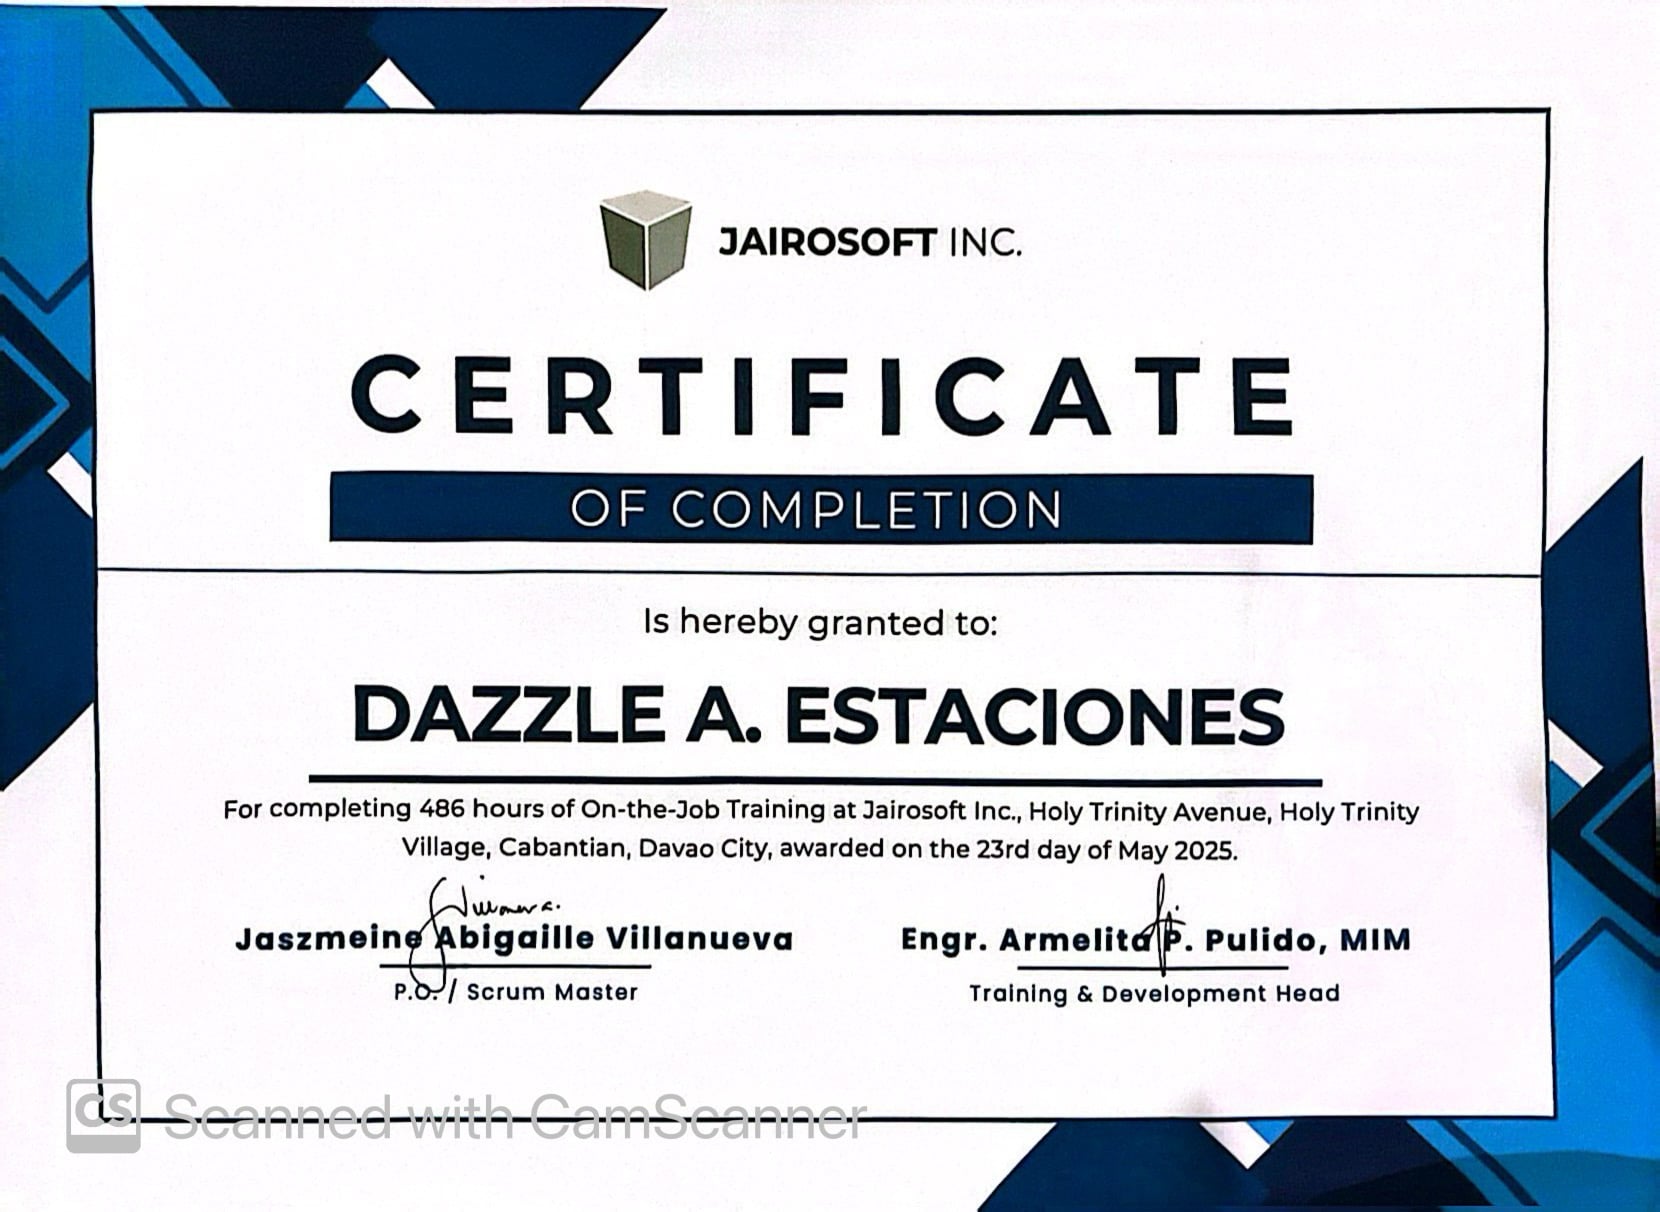 JAIROSOFT INC.
CERTIFICATE
OF COMPLETION
Is hereby granted to:
DAZZLE A. ESTACIONES
For completing 486 hours of On-the-Job Training at Jairosoft Inc., Holy Trinity Avenue, Holy Trinity
Village, Cabantian, Davao City, awarded on the 23rd day of May 2025.
Jaszmeine Abigaille Villanueva
P.O. / Scrum Master
Engr. Armelita P. Pulido, MIM
Training & Development Head
CS Scanned with CamScanner